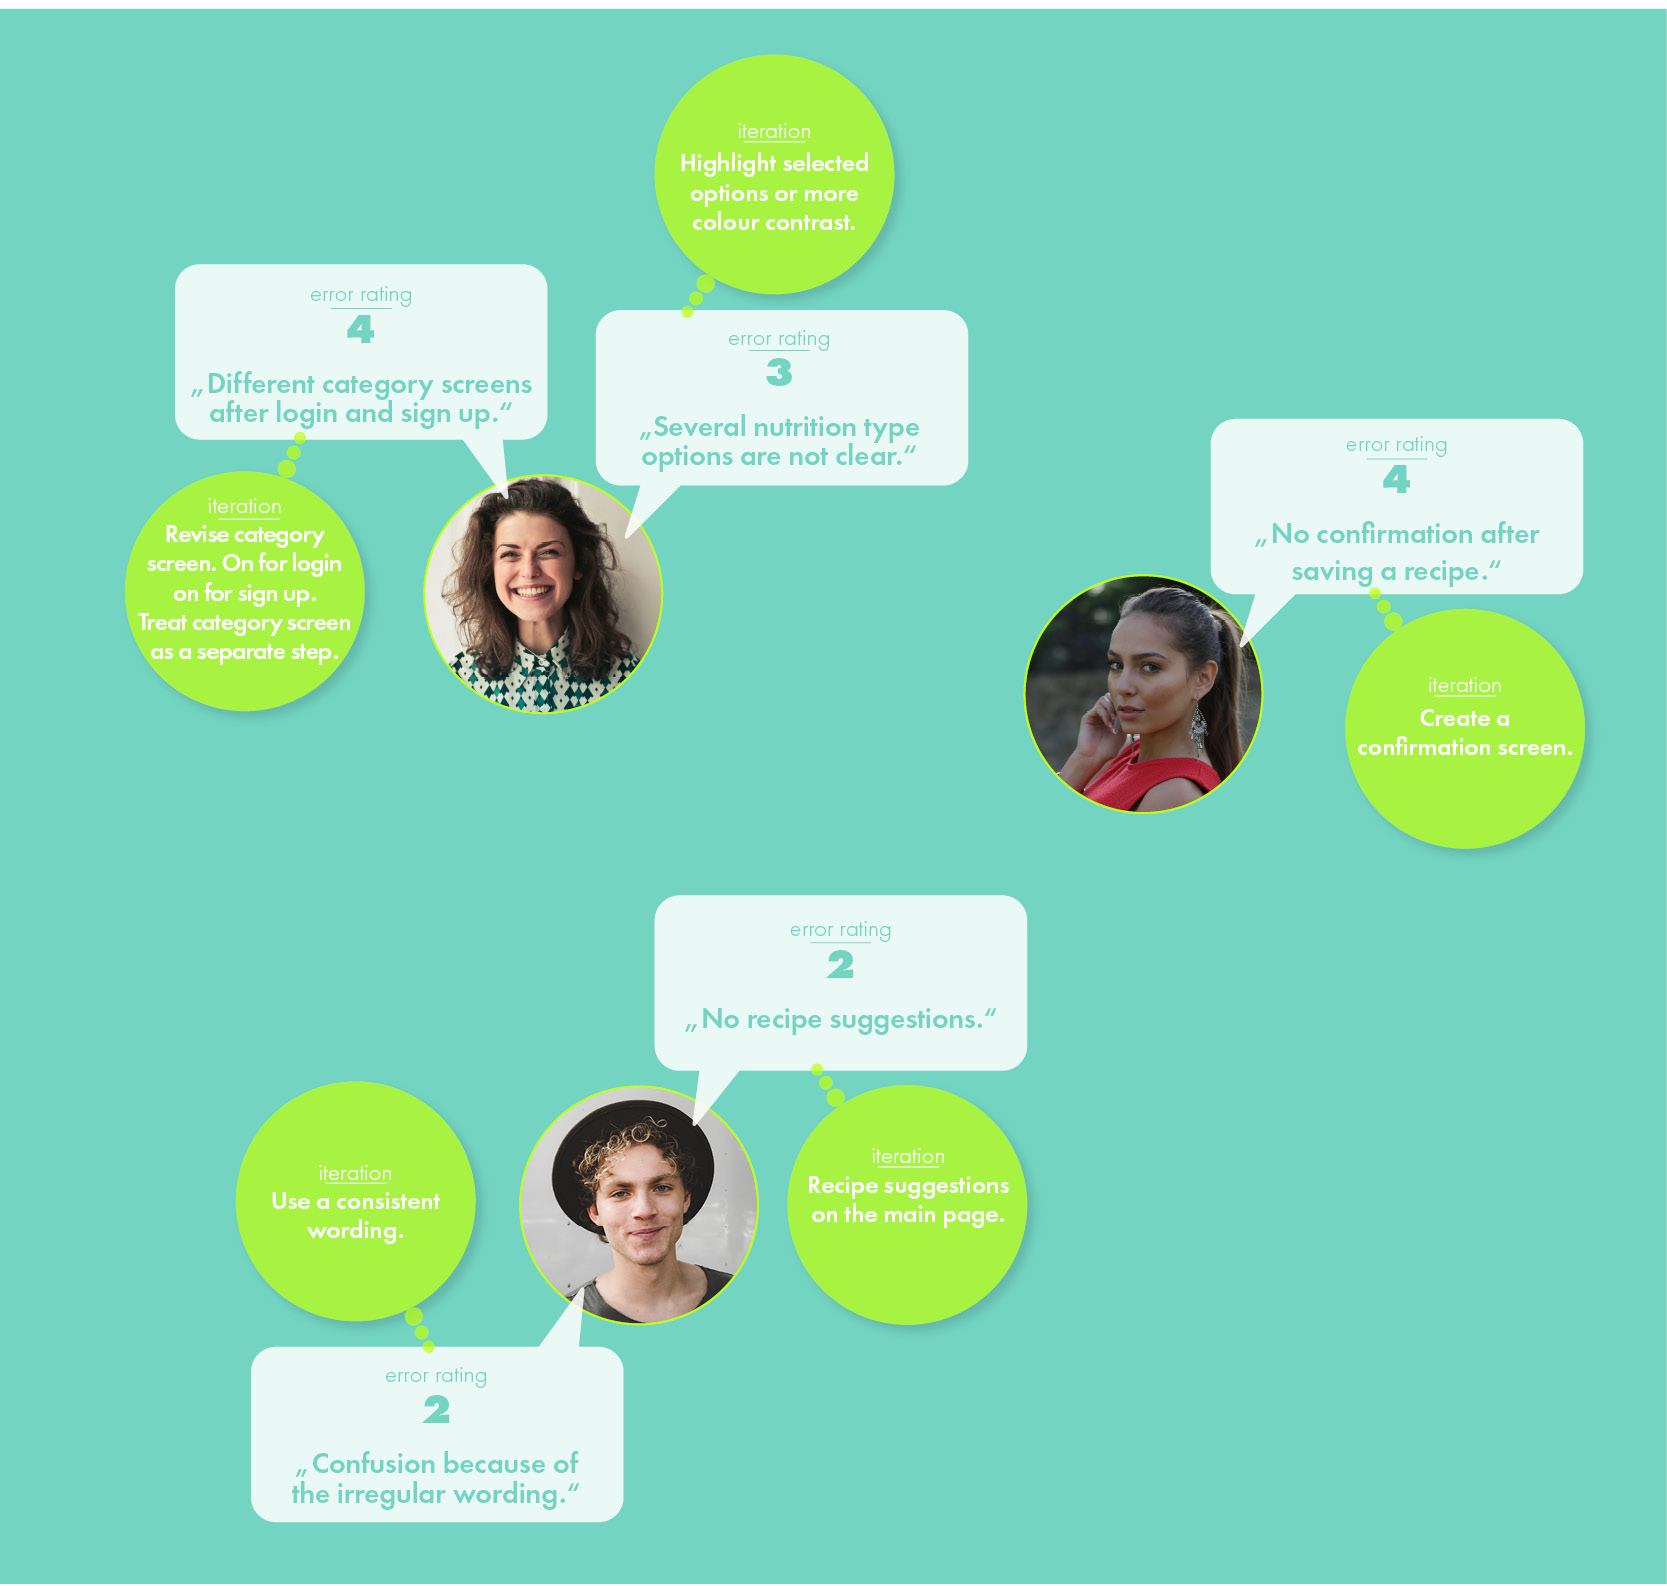 iteration
Highlight selected
options or more
colour contrast.
error rating
4
„Different category screens
after login and sign up.“
error rating
3
„Several nutrition type
options are not clear.“
iteration
Revise category
screen. On for login
on for sign up.
Treat category screen
as a separate step.
error rating
4
„No confirmation after
saving a recipe.“
iteration
Create a
confirmation screen.
error rating
2
„No recipe suggestions.“
iteration
Recipe suggestions
on the main page.
iteration
Use a consistent
wording.
error rating
2
„Confusion because of
the irregular wording.“